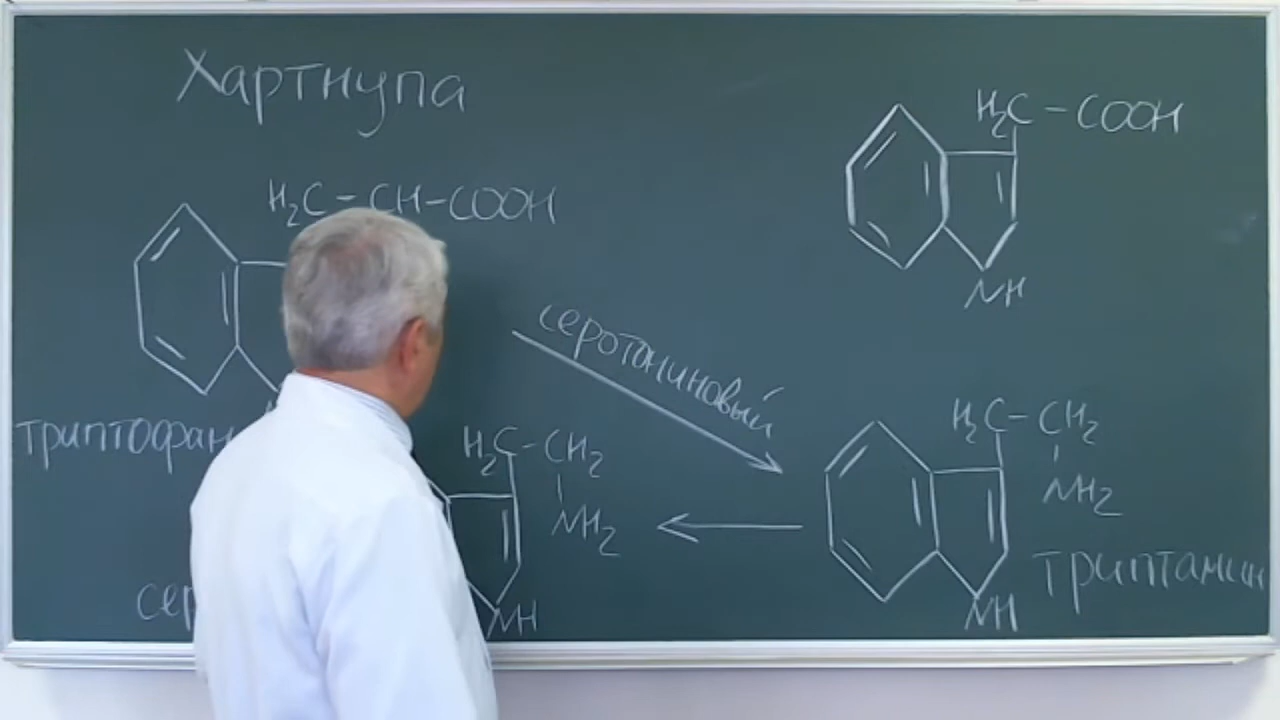 Хартнупа
H₂C – COOH
NH
H₂C – CH – COOH
серотониновый
триптофан
H₂C – CH₂
NH₂
NH
H₂C – CH₂
NH₂
триптамин
NH